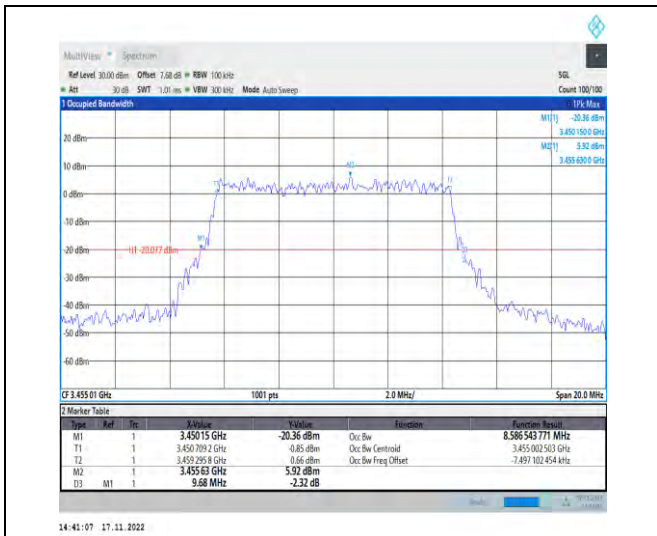 MultiView Spectrum
Ref Level 30.00 dBm Offset 7.68 dB RBW 100 kHz SGL
Att 30 dB SWT 1.01 ms VBW 300 kHz Mode Auto Sweep Count 100/100
1 Occupied Bandwidth 1Pk Max
M1[1] -20.36 dBm
3.450 150 0 GHz
M2[1] 5.92 dBm
3.455 630 0 GHz
20 dBm
10 dBm
0 dBm
-10 dBm
-20 dBm
-30 dBm
-40 dBm
-50 dBm
-60 dBm
M2
T1
M1
H1 -20.077 dBm
CF 3.455 01 GHz 1001 pts 2.0 MHz/ Span 20.0 MHz
2 Marker Table
Type Ref Trc X-Value Y-Value Function Function Result
M1 1 3.450 15 GHz -20.36 dBm Occ Bw 8.586 543 771 MHz
T1 1 3.450 709 2 GHz -0.85 dBm Occ Bw Centroid 3.455 002 503 GHz
T2 1 3.459 295 8 GHz 0.66 dBm Occ Bw Freq Offset -7.497 102 454 kHz
M2 1 3.455 63 GHz 5.92 dBm
D3 M1 1 9.68 MHz -2.32 dB
14:41:07 17.11.2022